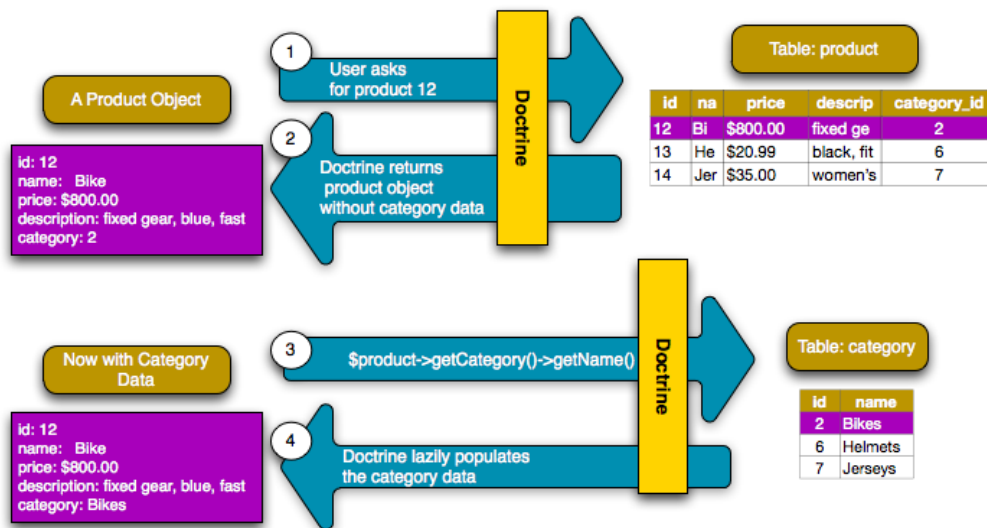 1
User asks
for product 12
Doctrine
Table: product
A Product Object
id na price descrip category_id
12 Bi $800.00 fixed ge 2
13 He $20.99 black, fit 6
14 Jer $35.00 women's 7
2
Doctrine returns
product object
without category data
id: 12
name: Bike
price: $800.00
description: fixed gear, blue, fast
category: 2
3
$product->getCategory()->getName()
Doctrine
Table: category
Now with Category
Data
id name
2 Bikes
6 Helmets
7 Jerseys
4
Doctrine lazily populates
the category data
id: 12
name: Bike
price: $800.00
description: fixed gear, blue, fast
category: Bikes